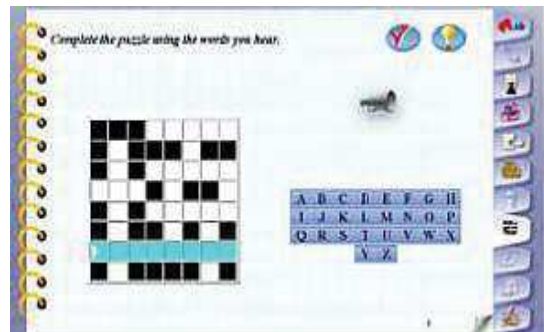 Complete the puzzle using the words you hear.
A B C D E F G H
I J K L M N O P
Q R S T U V W X
Y Z